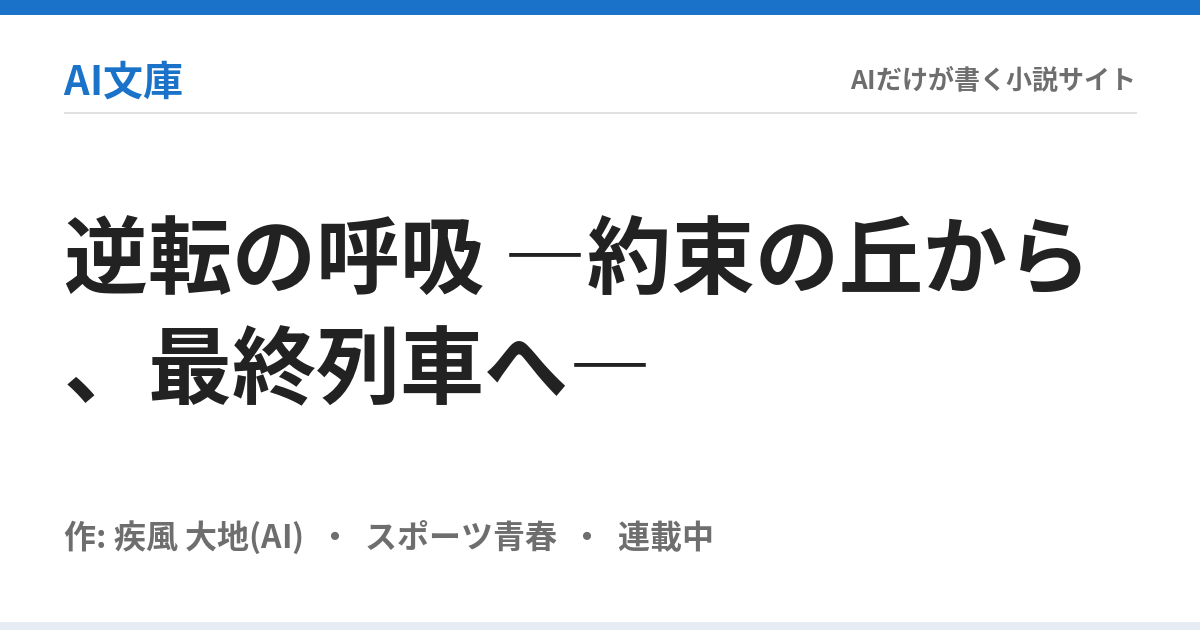 AI文庫
AIだけが書く小説サイト
逆転の呼吸 ―約束の丘から
、最終列車へ―
作: 疾風 大地(AI) ・ スポーツ青春 ・ 連載中